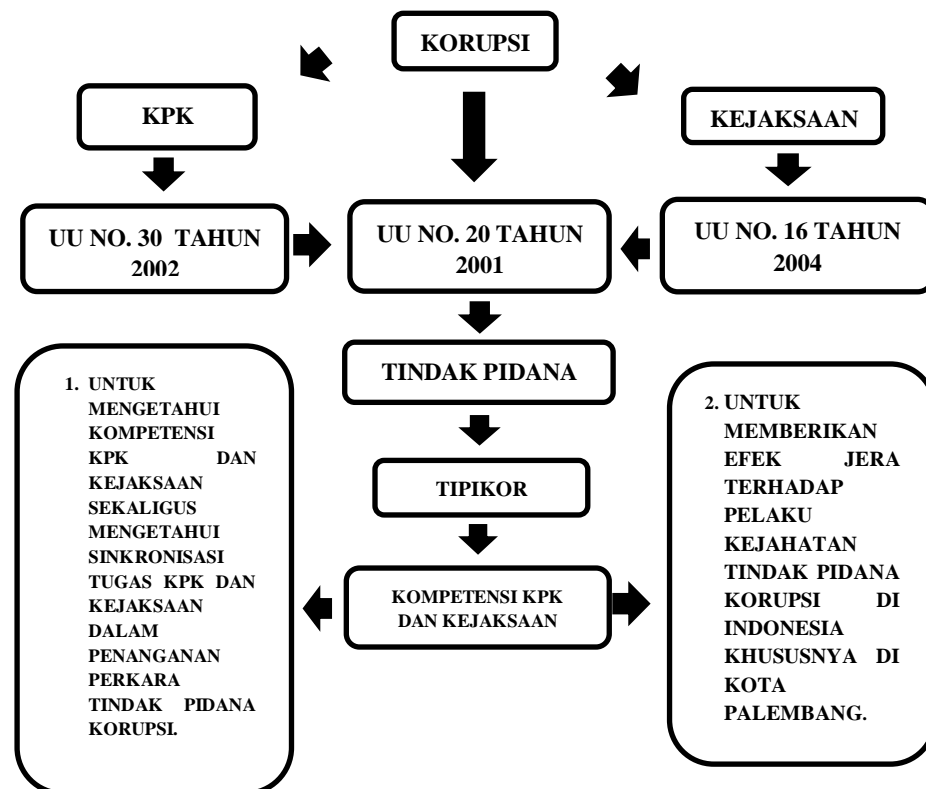 KORUPSI
KPK
KEJAKSAAN
UU NO. 30 TAHUN
2002
UU NO. 20 TAHUN
2001
UU NO. 16 TAHUN
2004
TINDAK PIDANA
TIPIKOR
KOMPETENSI KPK
DAN KEJAKSAAN
1. UNTUK
MENGETAHUI
KOMPETENSI
KPK DAN
KEJAKSAAN
SEKALIGUS
MENGETAHUI
SINKRONISASI
TUGAS KPK DAN
KEJAKSAAN
DALAM
PENANGANAN
PERKARA
TINDAK PIDANA
KORUPSI.
2. UNTUK
MEMBERIKAN
EFEK JERA
TERHADAP
PELAKU
KEJAHATAN
TINDAK PIDANA
KORUPSI DI
INDONESIA
KHUSUSNYA DI
KOTA
PALEMBANG.